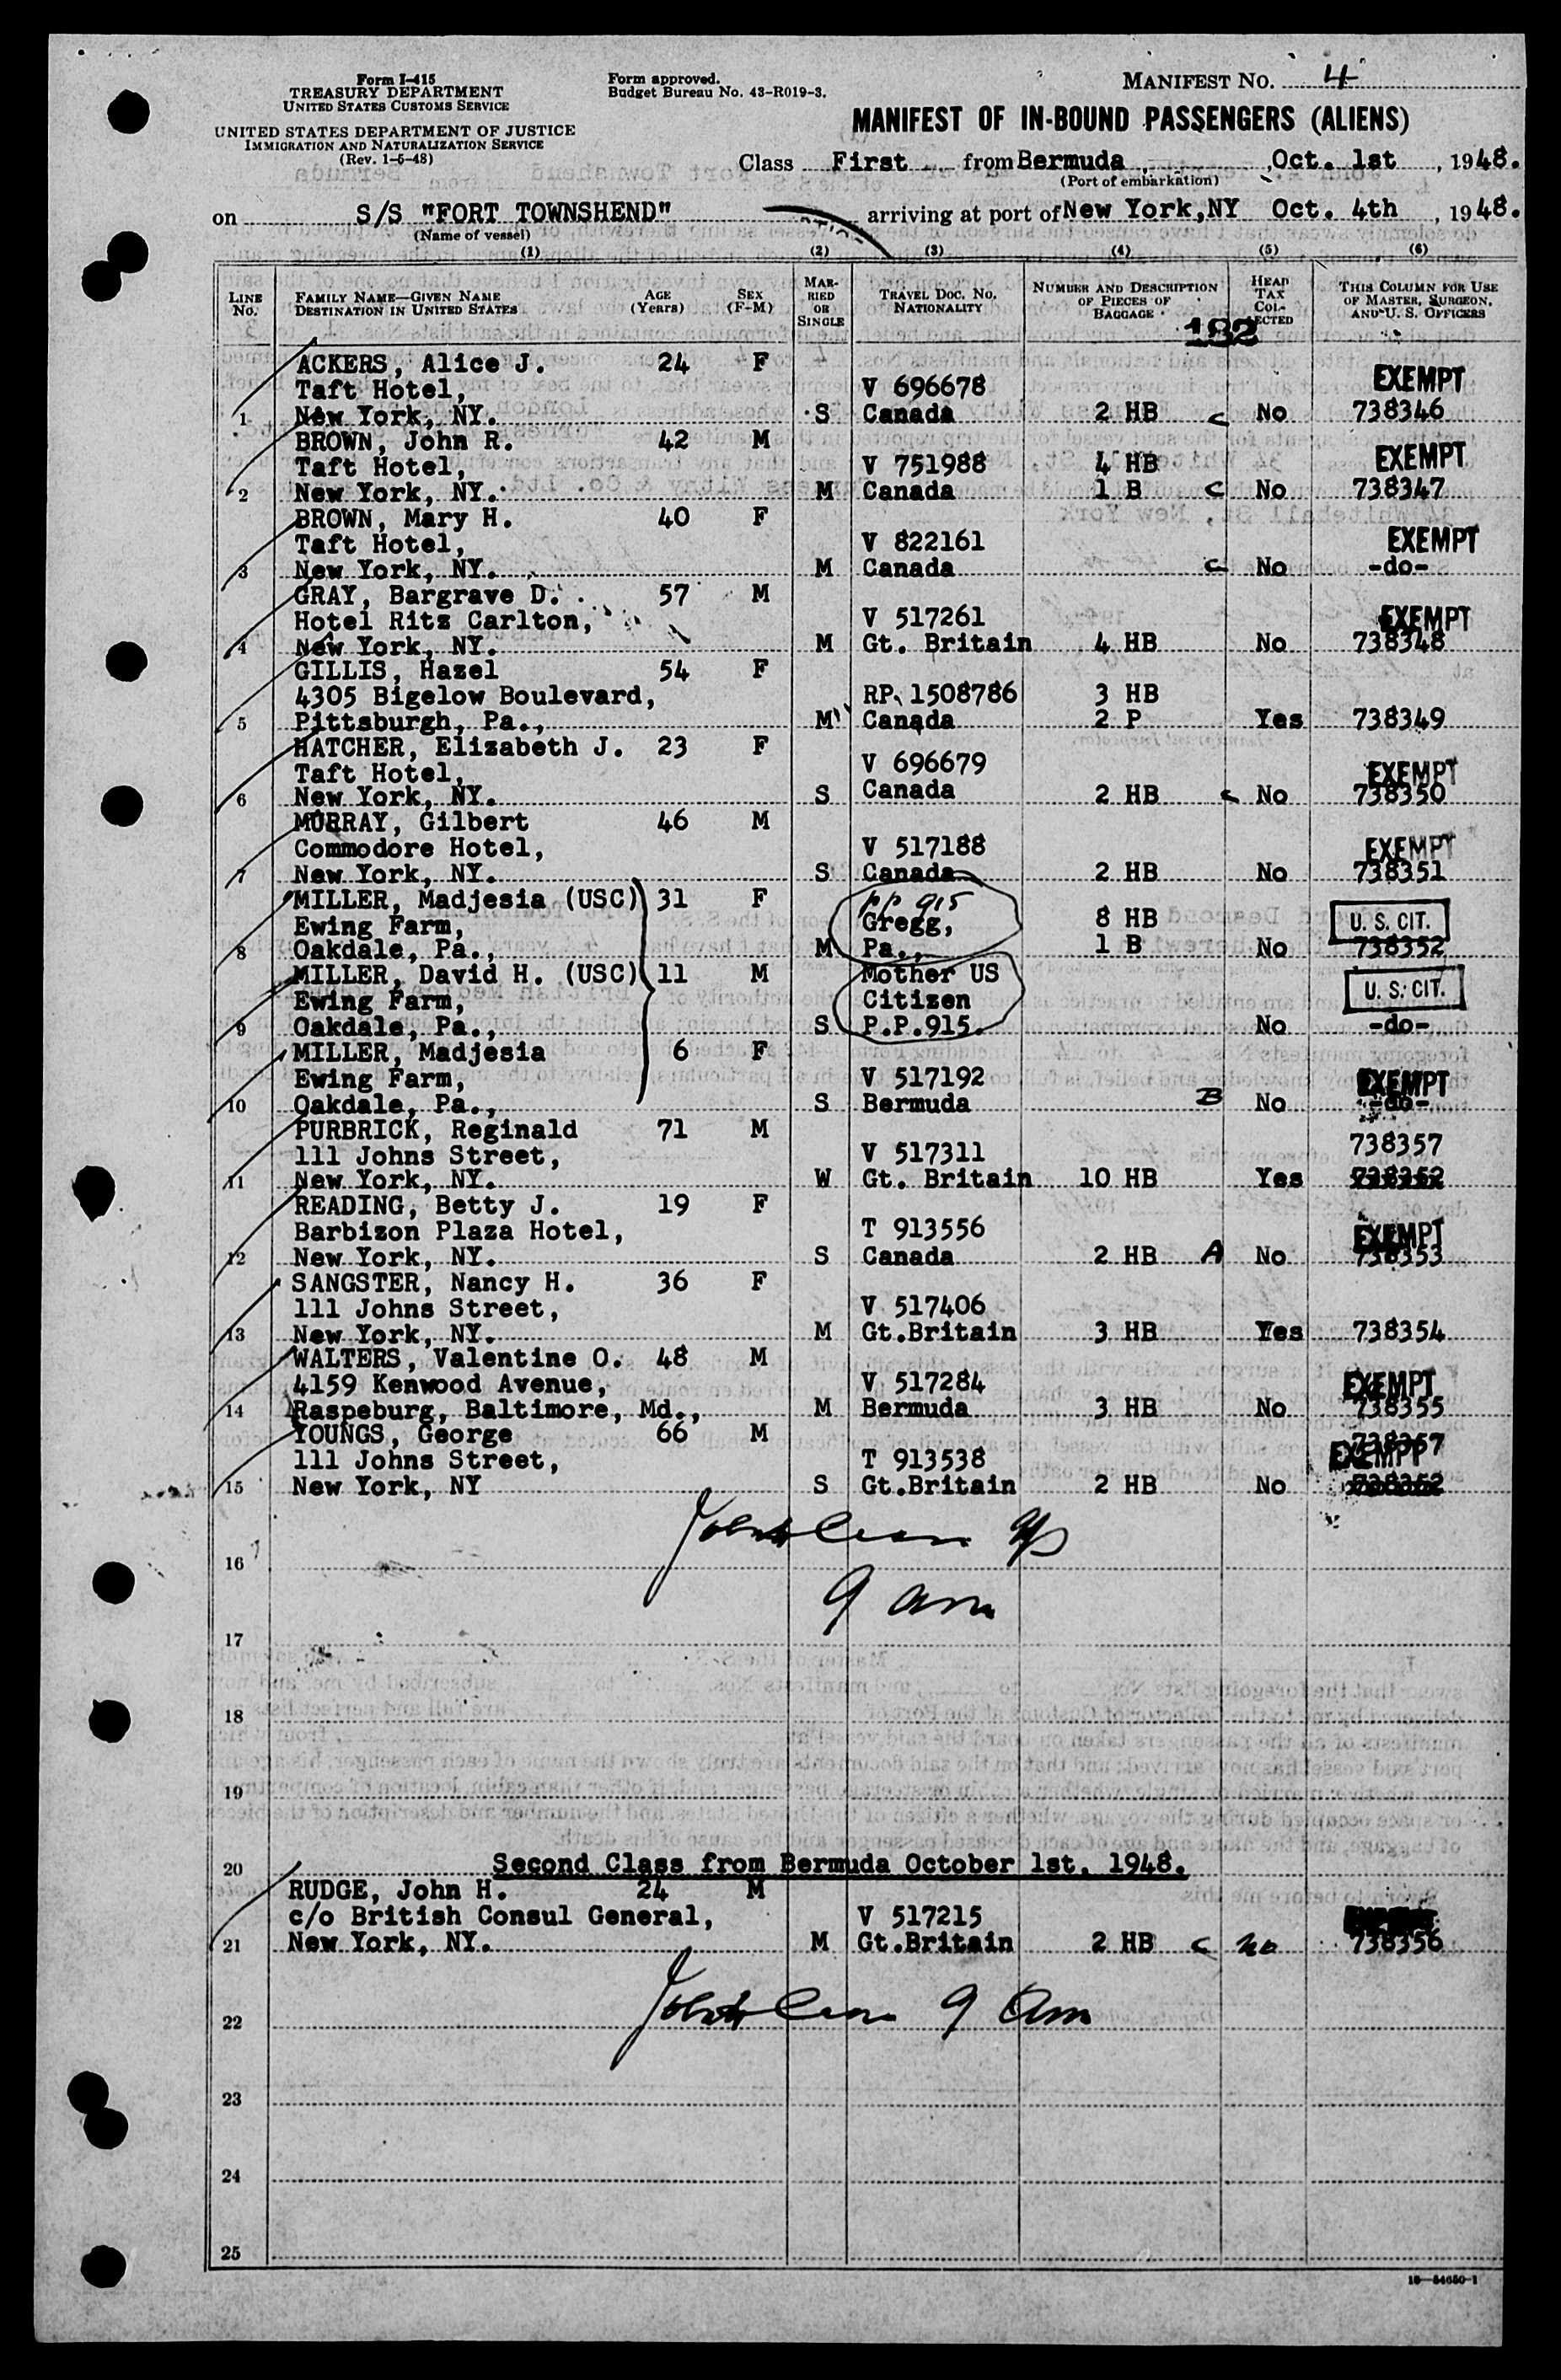 Form I-415
TREASURY DEPARTMENT
UNITED STATES CUSTOMS SERVICE
UNITED STATES DEPARTMENT OF JUSTICE
IMMIGRATION AND NATURALIZATION SERVICE
(Rev. 1-5-48)
Form approved.
Budget Bureau No. 43-R019-3.
MANIFEST NO. 4
MANIFEST OF IN-BOUND PASSENGERS (ALIENS)
Class First from Bermuda, Oct. 1st, 1948.
(Port of embarkation)
on S/S "FORT TOWNSHEND" arriving at port of New York,NY Oct. 4th, 1948.
(Name of vessel)
(1) (2) (3) (4) (5) (6)
LINE NO.
FAMILY NAME—GIVEN NAME
DESTINATION IN UNITED STATES
AGE (Years)
SEX (F-M)
MARRIED OR SINGLE
TRAVEL DOC. NO. NATIONALITY
NUMBER AND DESCRIPTION OF PIECES OF BAGGAGE
HEAD TAX COLLECTED
THIS COLUMN FOR USE OF MASTER, SURGEON, AND U. S. OFFICERS
182
ACKERS, Alice J. 24 F
Taft Hotel, V 696678 EXEMPT
1 New York, NY. S Canada 2 HB C No 738346
BROWN, John R. 42 M
Taft Hotel, V 751988 4 HB EXEMPT
2 New York, NY. M Canada 1 B C No 738347
BROWN, Mary H. 40 F
Taft Hotel, V 822161 EXEMPT
3 New York, NY. M Canada C No -do-
GRAY, Bargrave D. 57 M
Hotel Ritz Carlton, V 517261 EXEMPT
4 New York, NY. M Gt. Britain 4 HB No 738348
GILLIS, Hazel 54 F
4305 Bigelow Boulevard, RP. 1508786 3 HB
5 Pittsburgh, Pa., M Canada 2 P Yes 738349
HATCHER, Elizabeth J. 23 F
Taft Hotel, V 696679 EXEMPT
6 New York, NY. S Canada 2 HB C No 738350
MURRAY, Gilbert 46 M
Commodore Hotel, V 517188 EXEMPT
7 New York, NY. S Canada 2 HB No 738351
MILLER, Madjesia (USC) 31 F pp 915
Ewing Farm, Gregg, 8 HB U. S. CIT.
8 Oakdale, Pa., M Pa., 1 B No 738352
MILLER, David H. (USC) 11 M Mother US
Ewing Farm, Citizen U. S. CIT.
9 Oakdale, Pa., S P.P.915. No -do-
MILLER, Madjesia 6 F
Ewing Farm, V 517192 EXEMPT
10 Oakdale, Pa., S Bermuda B No -do-
PURBRICK, Reginald 71 M 738357
111 Johns Street, V 517311
11 New York, NY. W Gt. Britain 10 HB Yes 738352
READING, Betty J. 19 F
Barbizon Plaza Hotel, T 913556 EXEMPT
12 New York, NY. S Canada 2 HB A No 738353
SANGSTER, Nancy H. 36 F
111 Johns Street, V 517406
13 New York, NY. M Gt.Britain 3 HB Yes 738354
WALTERS, Valentine O. 48 M
4159 Kenwood Avenue, V 517284 EXEMPT
14 Raspeburg, Baltimore, Md., M Bermuda 3 HB No 738355
YOUNGS, George 66 M 738357
111 Johns Street, T 913538 EXEMPT
15 New York, NY S Gt.Britain 2 HB No 738352
16
9 am
17
18
19
20 Second Class from Bermuda October 1st, 1948.
RUDGE, John H. 24 M
c/o British Consul General, V 517215
21 New York, NY. M Gt.Britain 2 HB C No 738356
22 9 Am
23
24
25